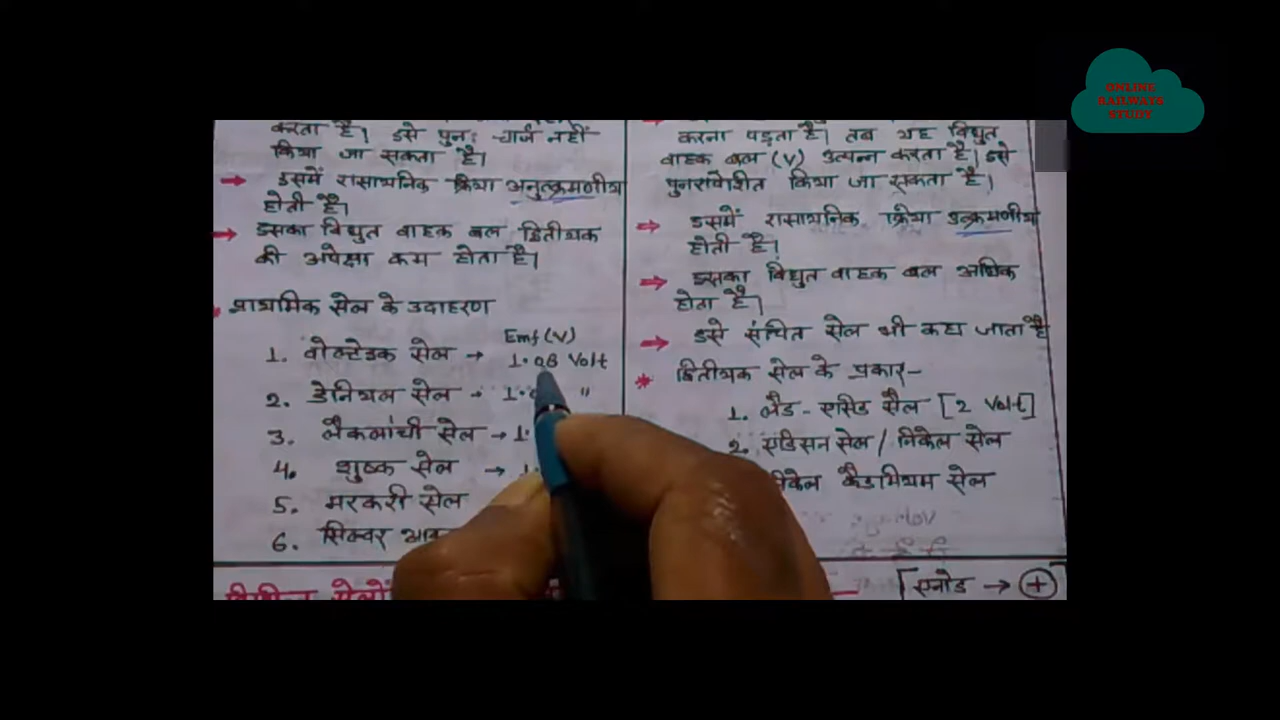 ONLINE
RAILWAYS
STUDY
करता है। इसे पुनः चार्ज नहीं
किया जा सकता है।
→ इसमें रासायनिक क्रिया अनुत्क्रमणीय
होती है।
→ इसका विद्युत वाहक बल द्वितीयक
की अपेक्षा कम होता है।
प्राथमिक सेल के उदाहरण
Emf (V)
1. वोल्टेइक सेल → 1.08 Volt
2. डेनियल सेल → 1. "
3. लैकलांची सेल → 1.
4. शुष्क सेल → 1.
5. मरकरी सेल
6. सिल्वर
करना पड़ता है। तब यह विद्युत
वाहक बल (V) उत्पन्न करता है। इसे
पुनरावेशित किया जा सकता है।
→ इसमें रासायनिक क्रिया उत्क्रमणीय
होती है।
→ इसका विद्युत वाहक बल अधिक
होता है।
→ इसे संचित सेल भी कहा जाता है
* द्वितीयक सेल के प्रकार-
1. लैड - एसिड सैल [2 Volt]
2. एडिसन सेल / निकेल सेल
निकेल कैडमियम सेल
[एनोड → +